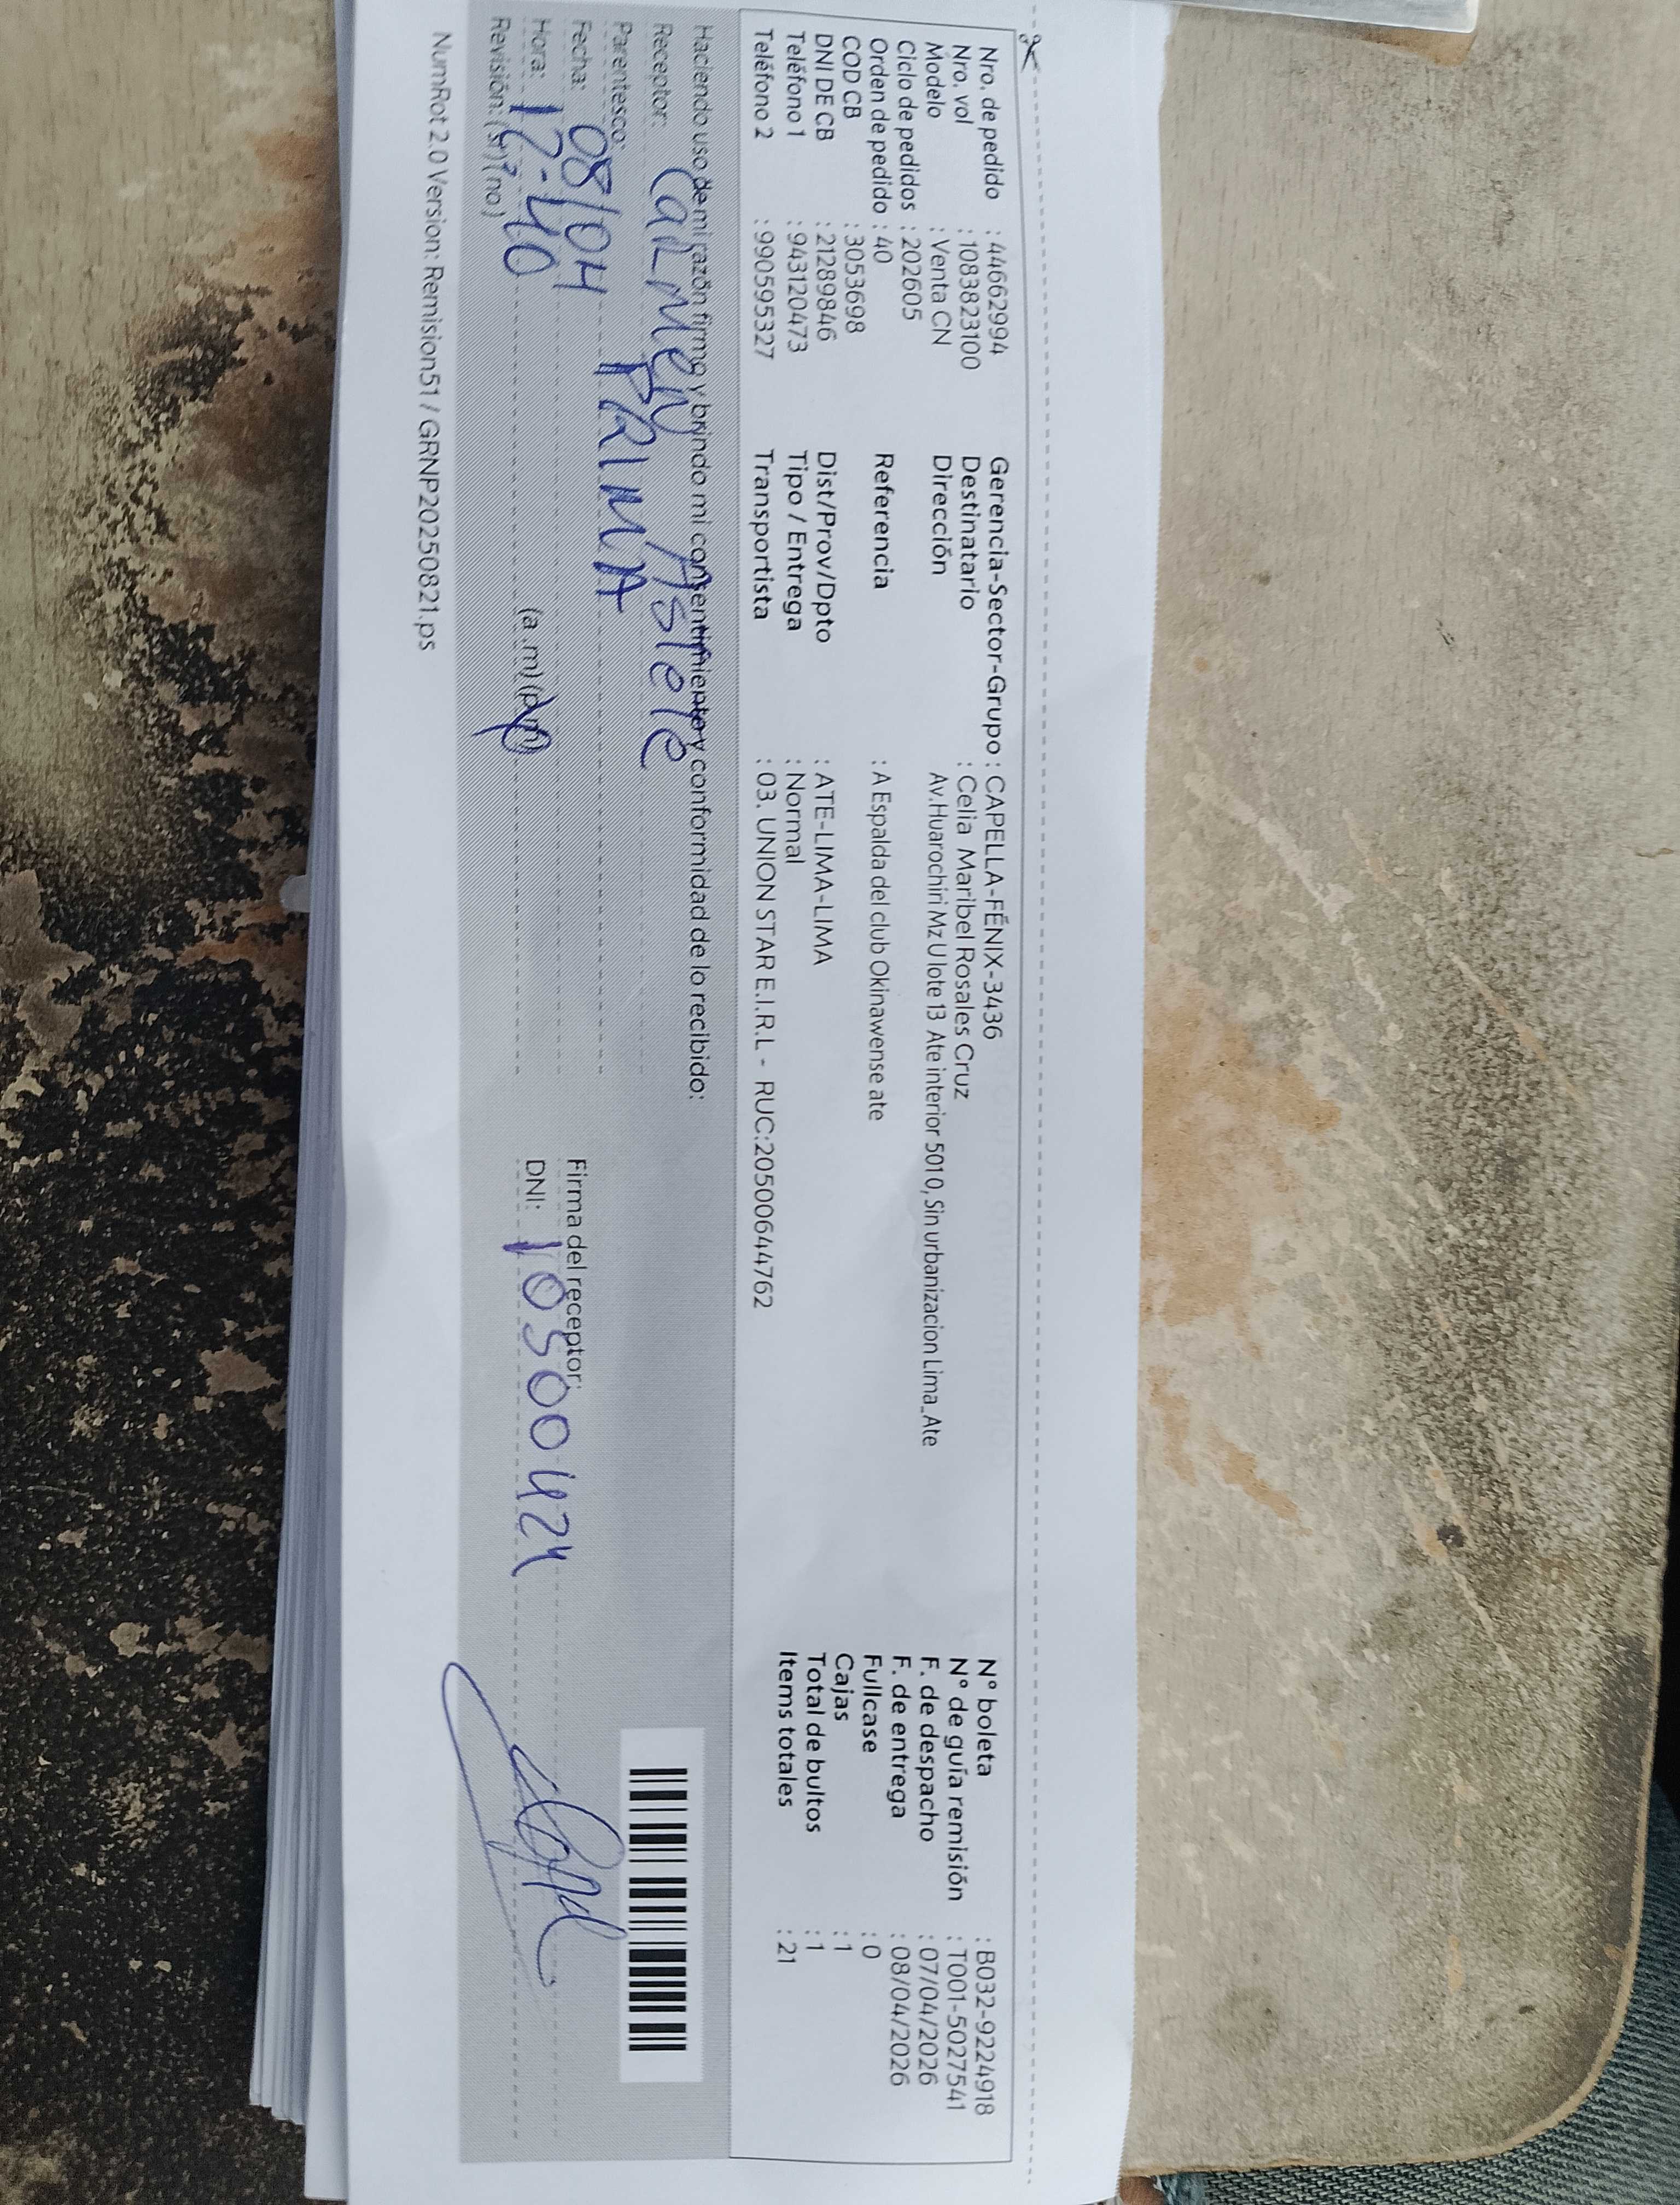 Nro. de pedido : 44662994
Nro. vol : 1083823100
Modelo : Venta CN
Ciclo de pedidos : 202605
Orden de pedido : 40
COD CB : 3053698
DNI DE CB : 21289846
Teléfono 1 : 943120473
Teléfono 2 : 990595327
Gerencia-Sector-Grupo : CAPELLA-FÉNIX-3436
Destinatario : Celia Maribel Rosales Cruz
Dirección Av.Huarochiri Mz U lote 13 Ate interior 501 0, Sin urbanizacion Lima_Ate
Referencia : A Espalda del club Okinawense ate
Dist/Prov/Dpto : ATE-LIMA-LIMA
Tipo / Entrega : Normal
Transportista : 03. UNION STAR E.I.R.L - RUC:20500644762
N° boleta : B032-9224918
N° de guía remisión : T001-5027541
F. de despacho : 07/04/2026
F. de entrega : 08/04/2026
Fullcase : 0
Cajas : 1
Total de bultos : 1
Items totales : 21
Haciendo uso de mi razón firmo y brindo mi consentimiento y conformidad de lo recibido:
Receptor: Carmen Astete
Parentesco: PRIMA
Fecha: 08/04
Hora: 12:40 (a.m) (p.m)
Revisión: (si) (no)
Firma del receptor:
DNI: 10500424
NumRot 2.0 Version: Remision51 / GRNP20250821.ps